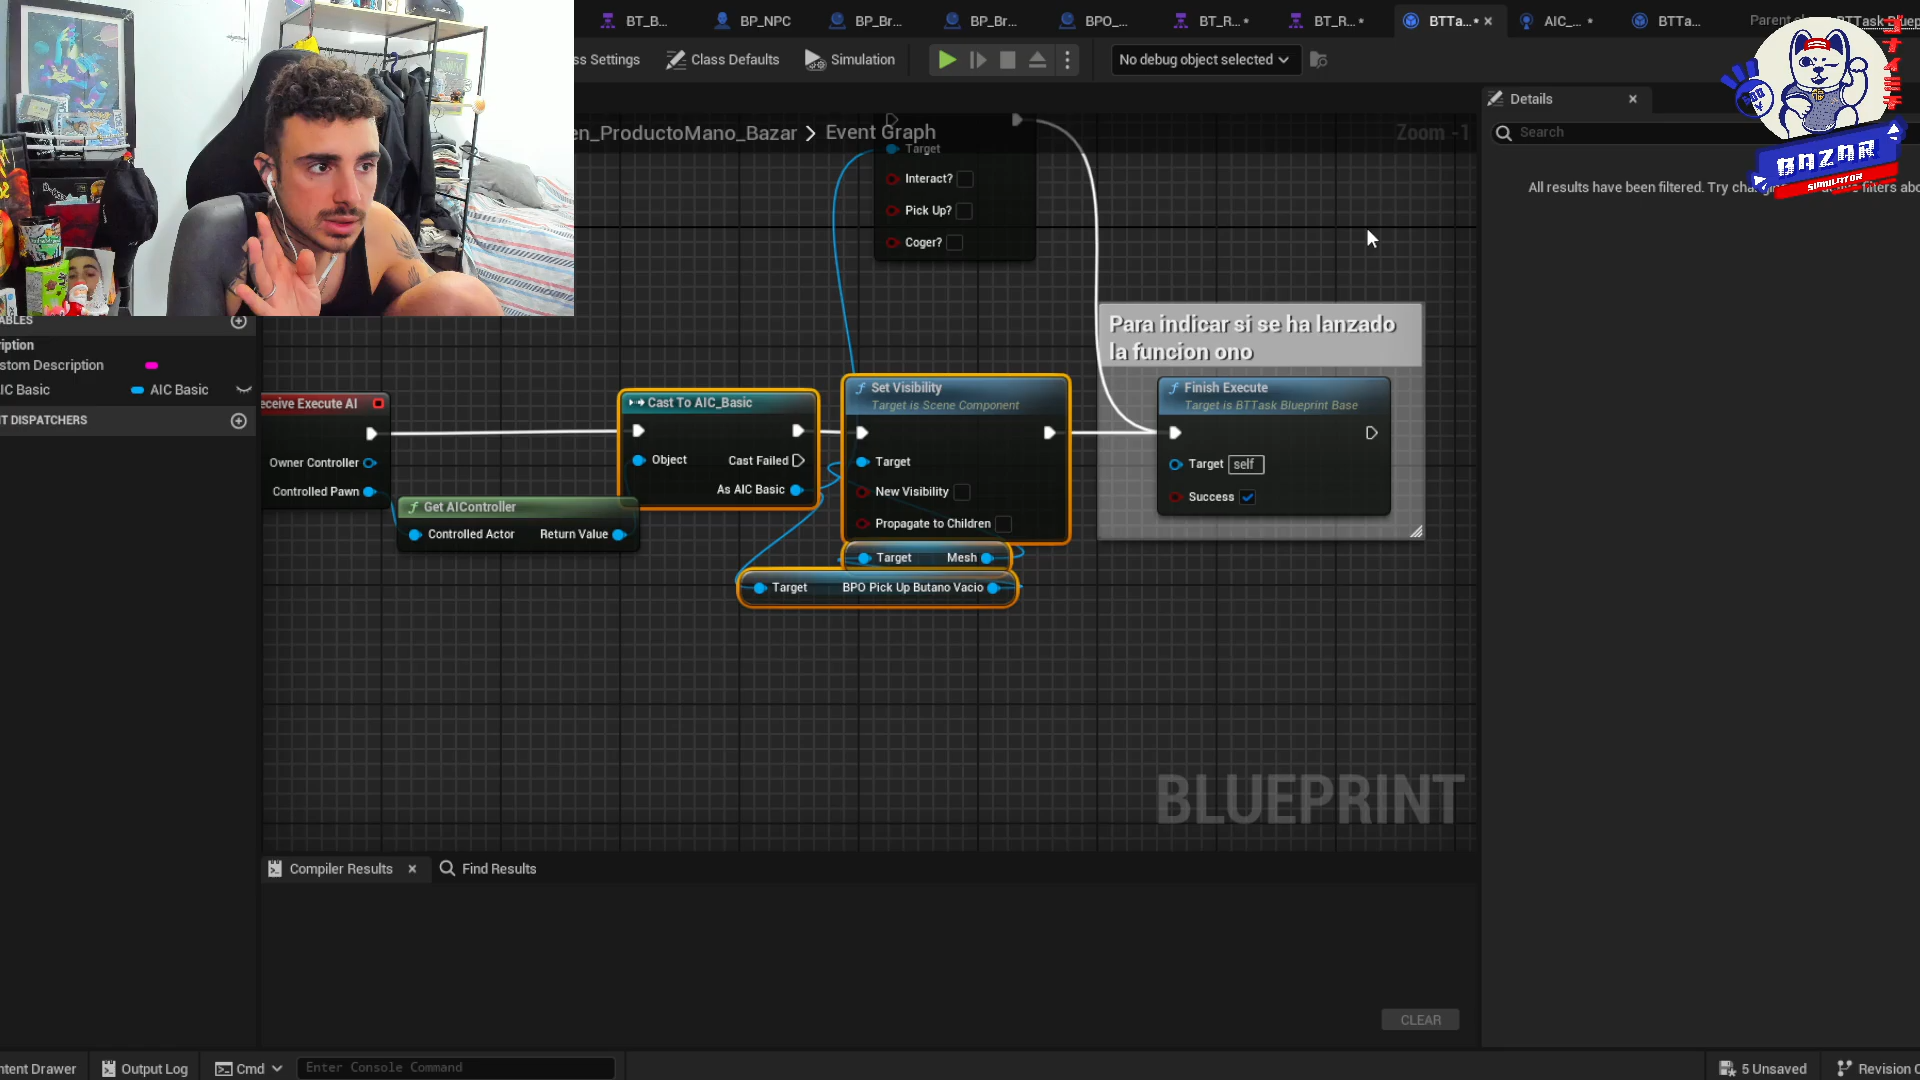 BT_B...
BP_NPC
BP_Br...
BP_Br...
BPO_...
BT_R...*
BT_R...*
BTTa...*
AIC_...*
BTTa...
ss Settings
Class Defaults
Simulation
No debug object selected
BAZAR
SIMULATOR
en_ProductoMano_Bazar
Event Graph
Zoom -1
Details
Search
All results have been filtered. Try
Target
Interact?
Pick Up?
Coger?
ABLES
ription
stom Description
IC Basic
AIC Basic
T DISPATCHERS
eceive Execute AI
Owner Controller
Controlled Pawn
Get AIController
Controlled Actor
Return Value
Cast To AIC_Basic
Object
Cast Failed
As AIC Basic
Set Visibility
Target is Scene Component
Target
New Visibility
Propagate to Children
Target
Mesh
Target
BPO Pick Up Butano Vacio
Para indicar si se ha lanzado
la funcion ono
Finish Execute
Target is BTTask Blueprint Base
Target
self
Success
BLUEPRINT
Compiler Results
Find Results
CLEAR
ntent Drawer
Output Log
Cmd
Enter Console Command
5 Unsaved
Revision C